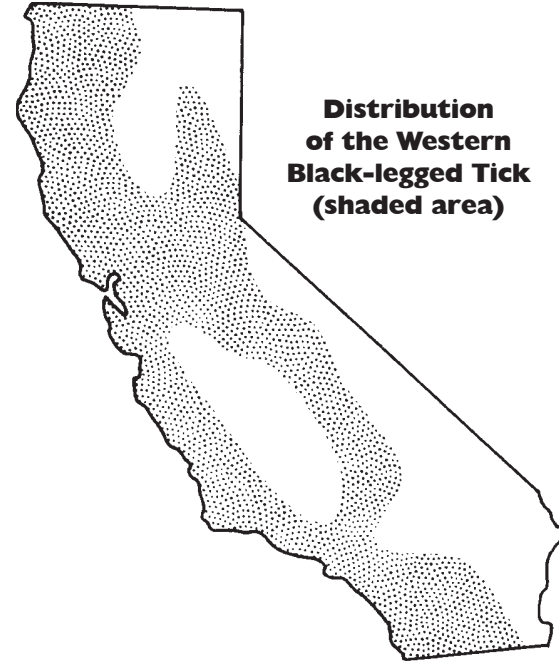 Distribution
of the Western
Black-legged Tick
(shaded area)